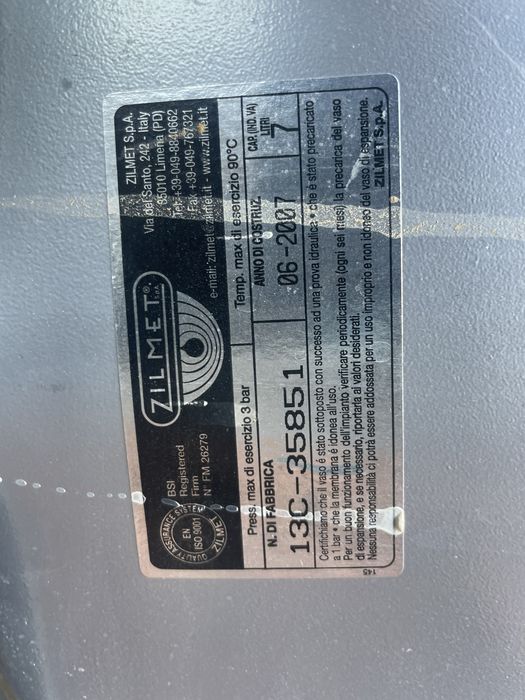 QUALITY ASSURANCE SYSTEM
EN
ISO 9001
ZILMET
BSI
Registered
Firm
N° FM 26279
ZILMET®
S.p.A.
ZILMET S.p.A.
Via del Santo, 242 - Italy
35010 Limena (PD)
Tel. +39-049-8840662
Fax +39-049-767321
e-mail: zilmet@zilmet.it - www.zilmet.it
Press. max di esercizio 3 bar
Temp. max di esercizio 90°C
N. DI FABBRICA
ANNO DI COSTRUZ.
CAP. (IND. VA)
LITRI
13C-35851
06-2007
7
Certifichiamo che il vaso é stato sottoposto con successo ad una prova idraulica • che é stato precaricato
a 1 bar • che la membrana é idonea all'uso.
Per un buon funzionamento dell'impianto verificare periodicamente (ogni sei mesi) la precarica del vaso
di espansione, e se necessario, riportarla ai valori desiderati.
Nessuna responsabilità ci potrà essere addossata per un uso improprio e non idoneo del vaso di espansione.
ZILMET S.p.A.
145